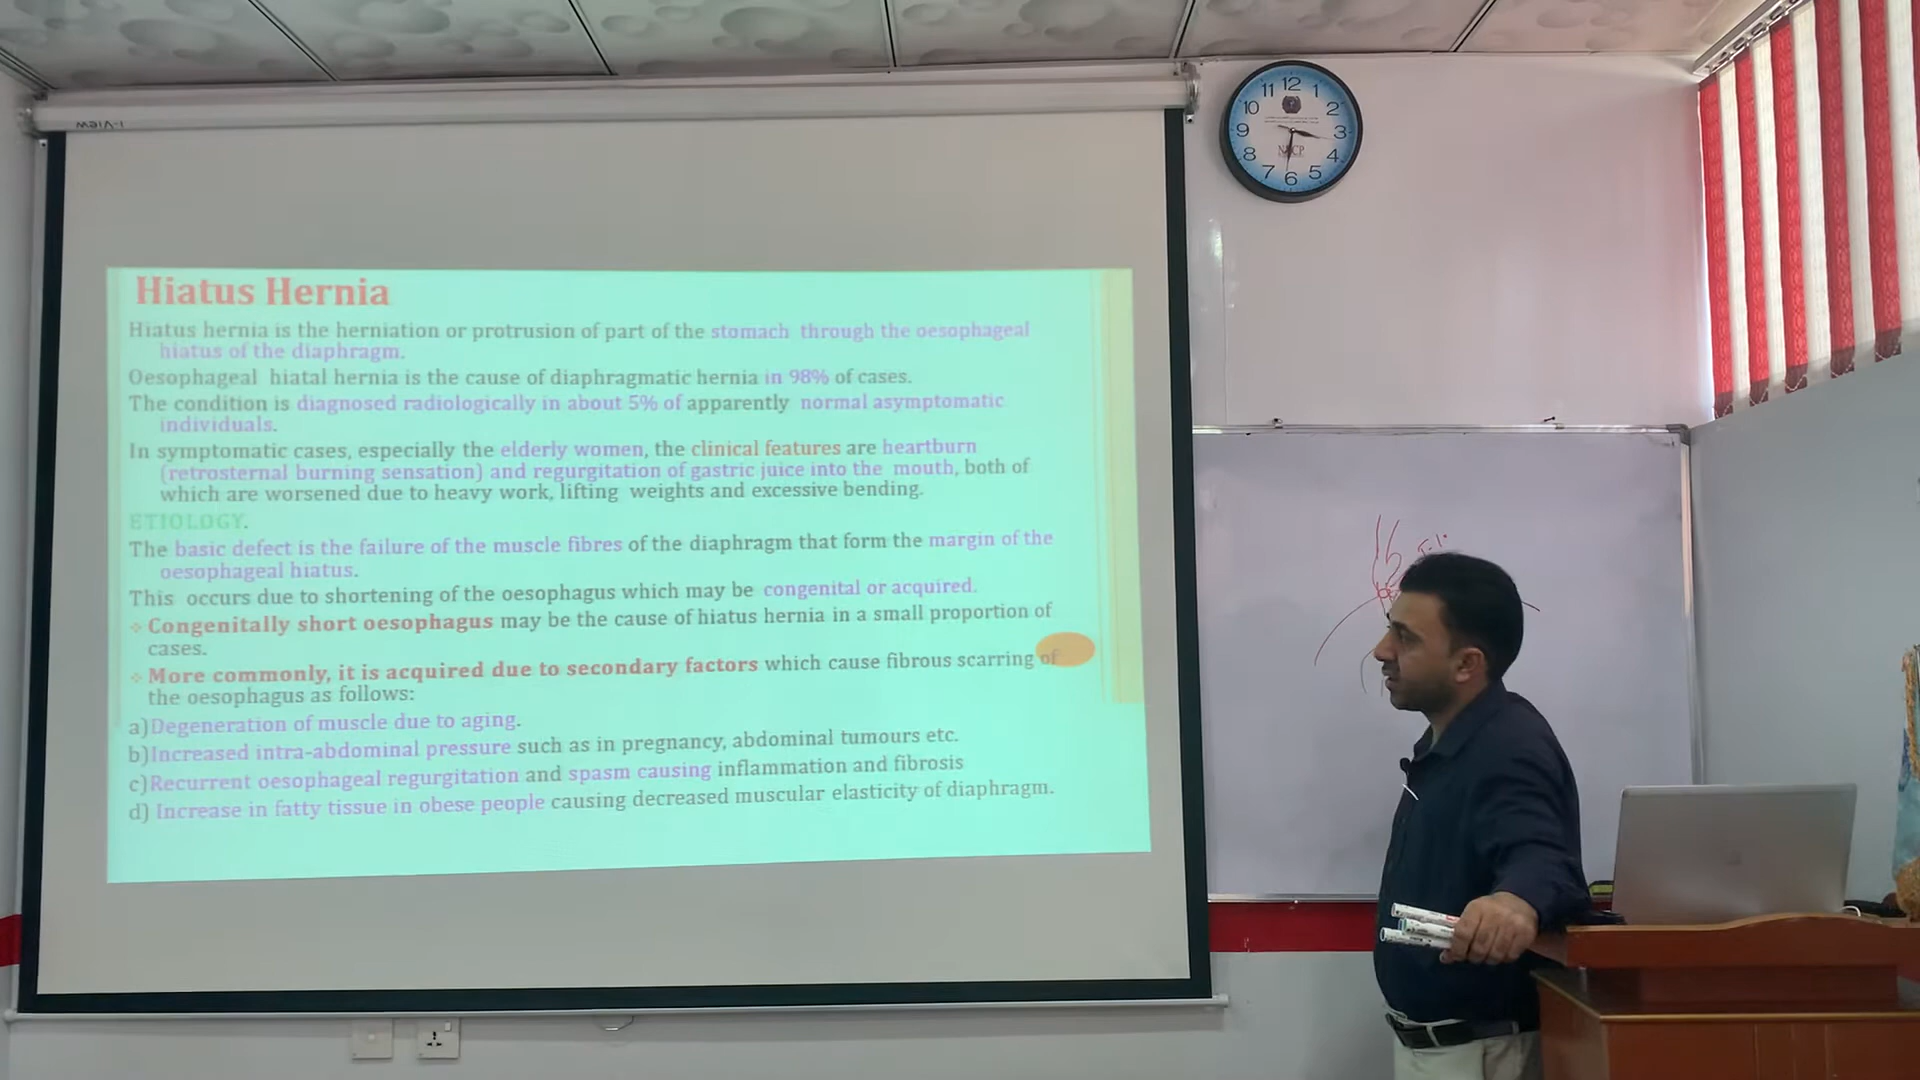 Hiatus Hernia
Hiatus hernia is the herniation or protrusion of part of the stomach through the oesophageal
hiatus of the diaphragm.
Oesophageal hiatal hernia is the cause of diaphragmatic hernia in 98% of cases.
The condition is diagnosed radiologically in about 5% of apparently normal asymptomatic
individuals.
In symptomatic cases, especially the elderly women, the clinical features are heartburn
(retrosternal burning sensation) and regurgitation of gastric juice into the mouth, both of
which are worsened due to heavy work, lifting weights and excessive bending.
ETIOLOGY.
The basic defect is the failure of the muscle fibres of the diaphragm that form the margin of the
oesophageal hiatus.
This occurs due to shortening of the oesophagus which may be congenital or acquired.
Congenitally short oesophagus may be the cause of hiatus hernia in a small proportion of
cases.
More commonly, it is acquired due to secondary factors which cause fibrous scarring of
the oesophagus as follows:
a)Degeneration of muscle due to aging.
b)Increased intra-abdominal pressure such as in pregnancy, abdominal tumours etc.
c)Recurrent oesophageal regurgitation and spasm causing inflammation and fibrosis
d) Increase in fatty tissue in obese people causing decreased muscular elasticity of diaphragm.
I-VIEW
12
1
2
3
4
5
6
7
8
9
10
11